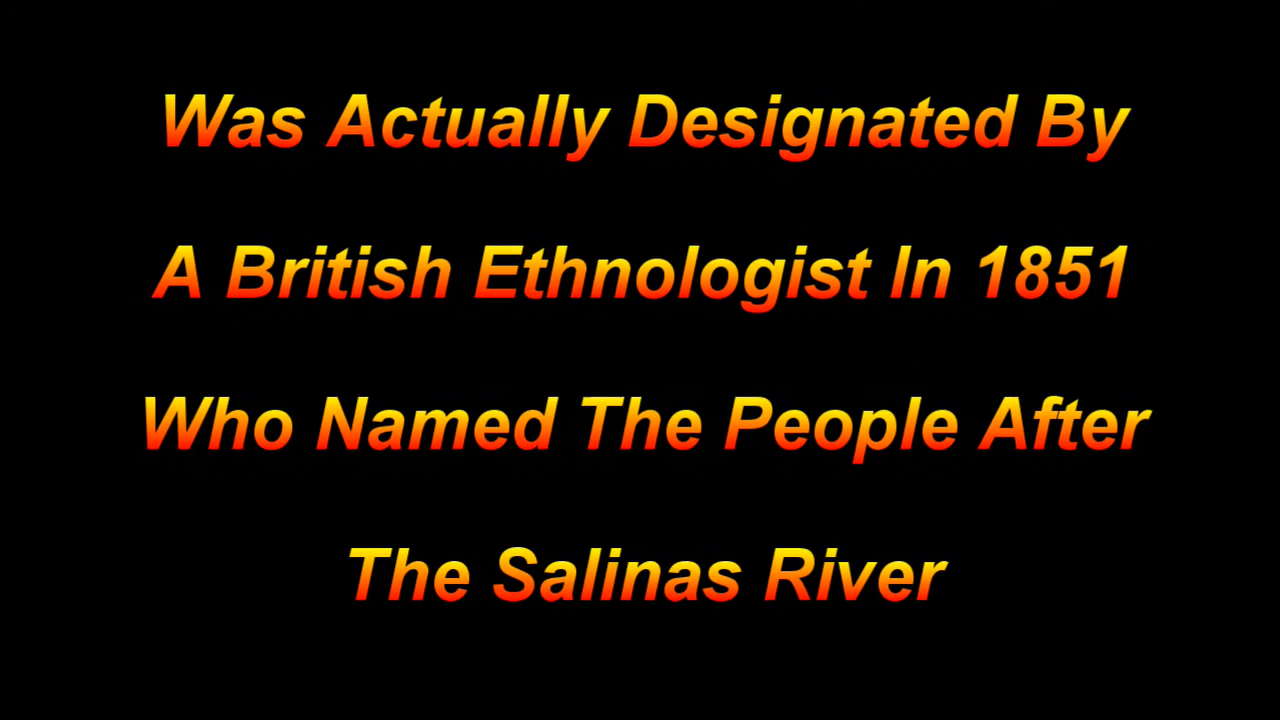 Was Actually Designated By
A British Ethnologist In 1851
Who Named The People After
The Salinas River